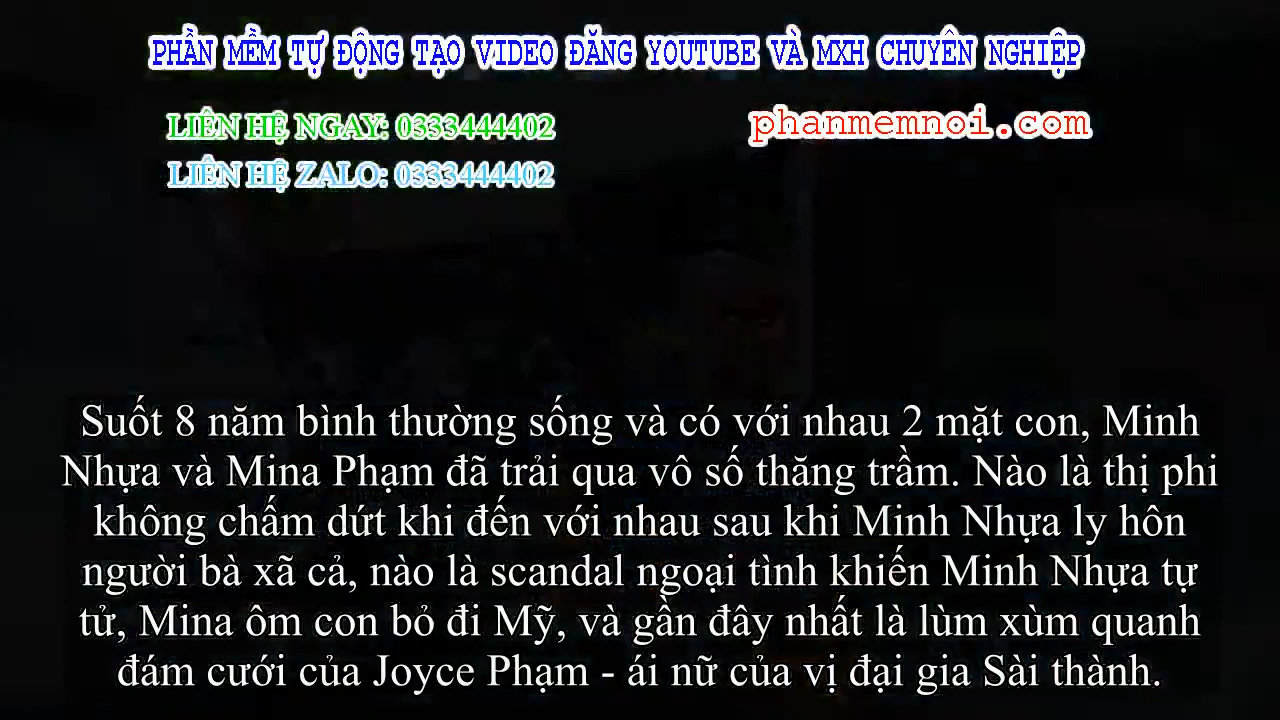 PHẦN MỀM TỰ ĐỘNG TẠO VIDEO ĐĂNG YOUTUBE VÀ MXH CHUYÊN NGHIỆP
LIÊN HỆ NGAY: 0333444402
phanmemnoi.com
LIÊN HỆ ZALO: 0333444402
Suốt 8 năm bình thường sống và có với nhau 2 mặt con, Minh
Nhựa và Mina Phạm đã trải qua vô số thăng trầm. Nào là thị phi
không chấm dứt khi đến với nhau sau khi Minh Nhựa ly hôn
người bà xã cả, nào là scandal ngoại tình khiến Minh Nhựa tự
tử, Mina ôm con bỏ đi Mỹ, và gần đây nhất là lùm xùm quanh
đám cưới của Joyce Phạm - ái nữ của vị đại gia Sài thành.